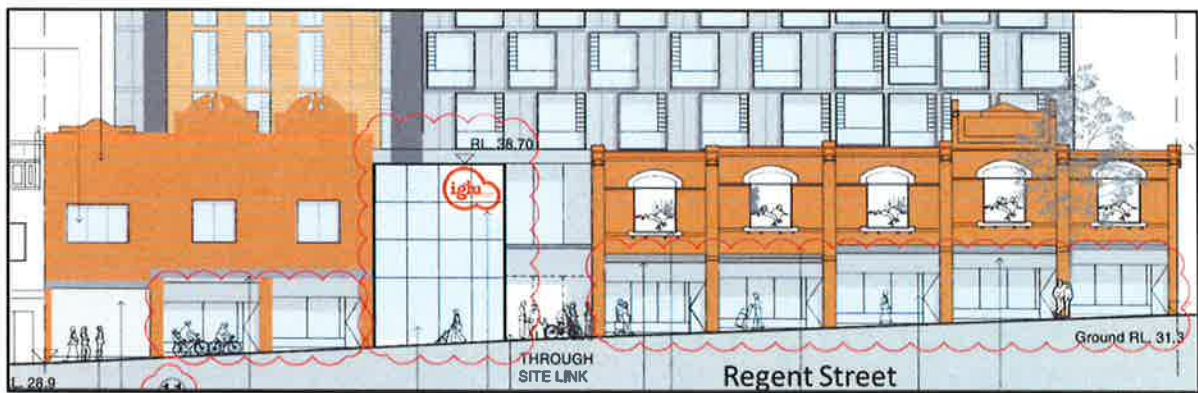 RL. 38.70
iglu
Ground RL. 31.3
THROUGH
SITE LINK
Regent Street
L. 28.9